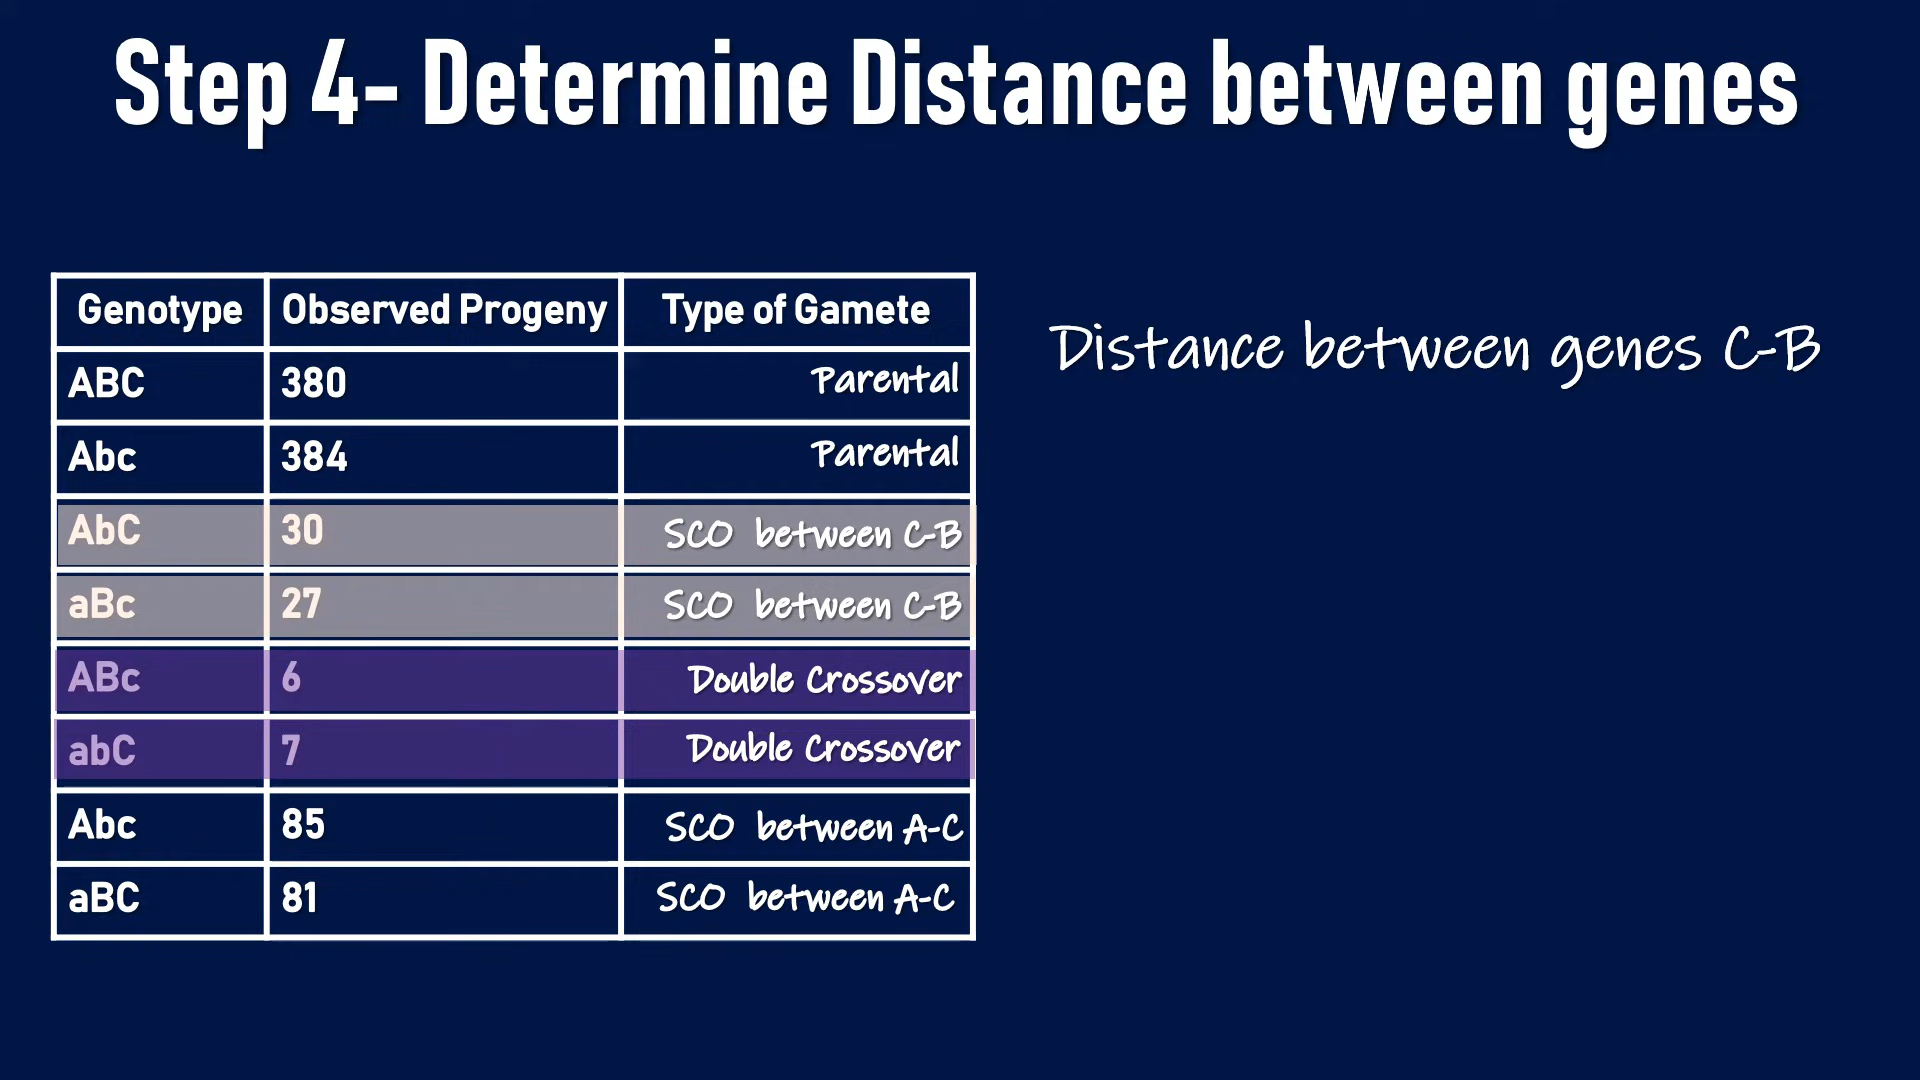 Step 4- Determine Distance between genes
Genotype Observed Progeny Type of Gamete
ABC 380 Parental
Abc 384 Parental
AbC 30 SCO between C-B
aBc 27 SCO between C-B
ABc 6 Double Crossover
abC 7 Double Crossover
Abc 85 SCO between A-C
aBC 81 SCO between A-C
Distance between genes C-B